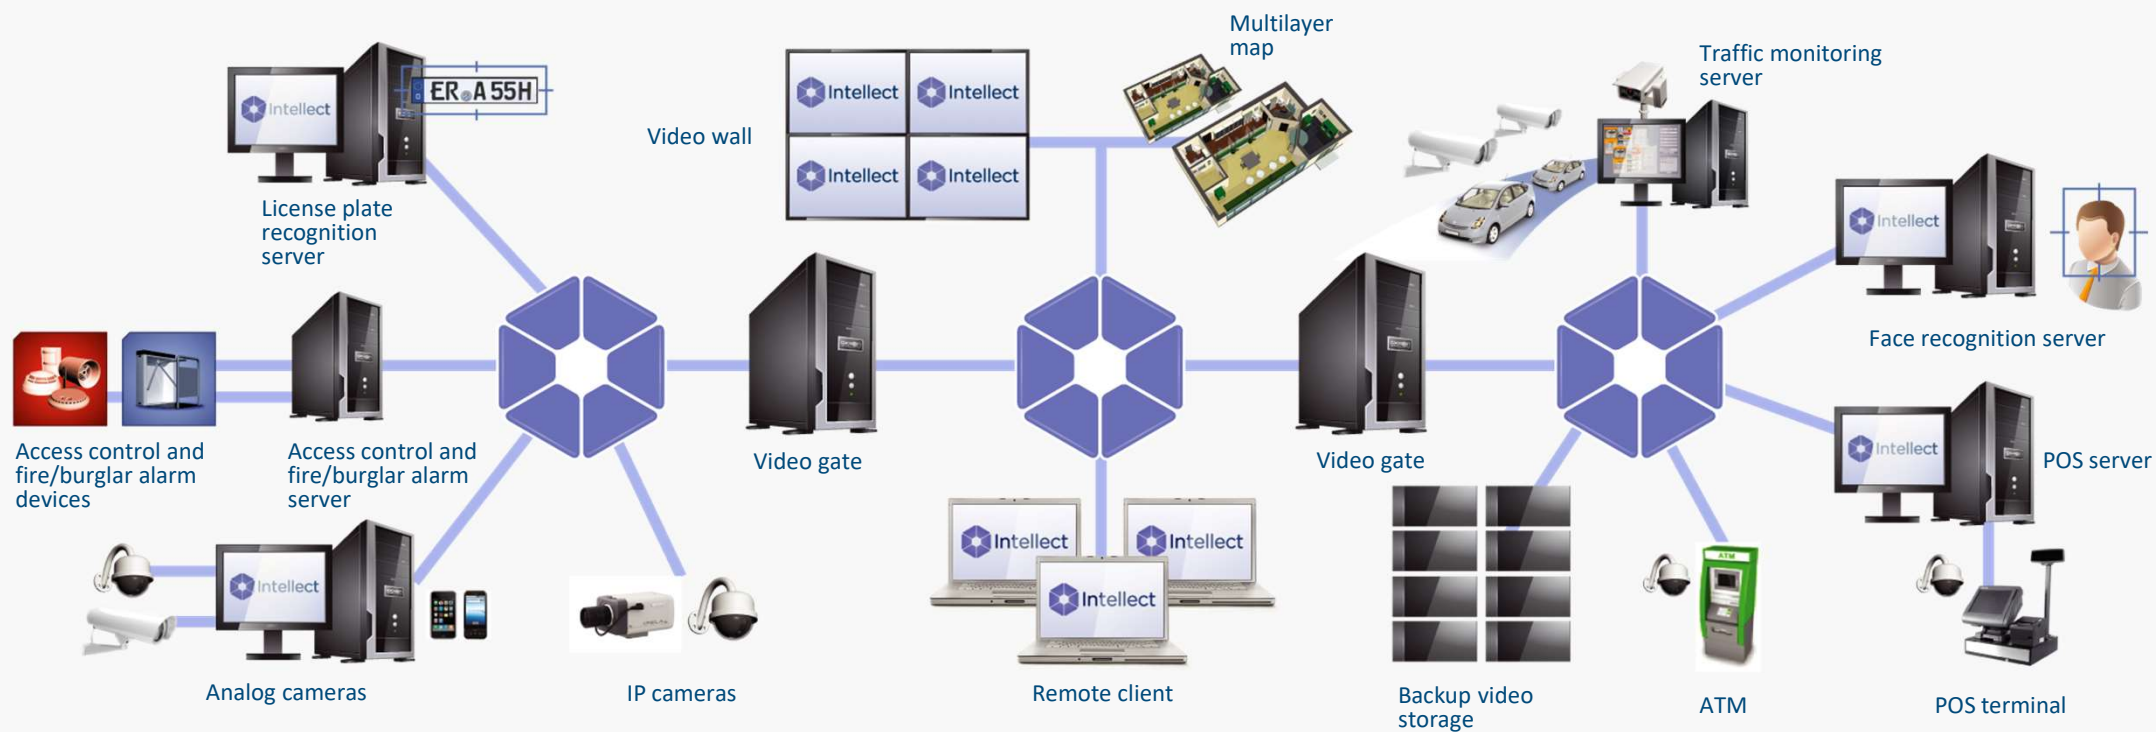 Multilayer
map
Traffic monitoring
server
ER A 55H
Intellect
Intellect
Intellect
Intellect
Intellect
Video wall
License plate
recognition
server
Intellect
Face recognition server
Access control and
fire/burglar alarm
devices
Access control and
fire/burglar alarm
server
Video gate
Video gate
Intellect
POS server
Intellect
Intellect
Intellect
Intellect
ATM
Analog cameras
IP cameras
Remote client
Backup video
storage
ATM
POS terminal